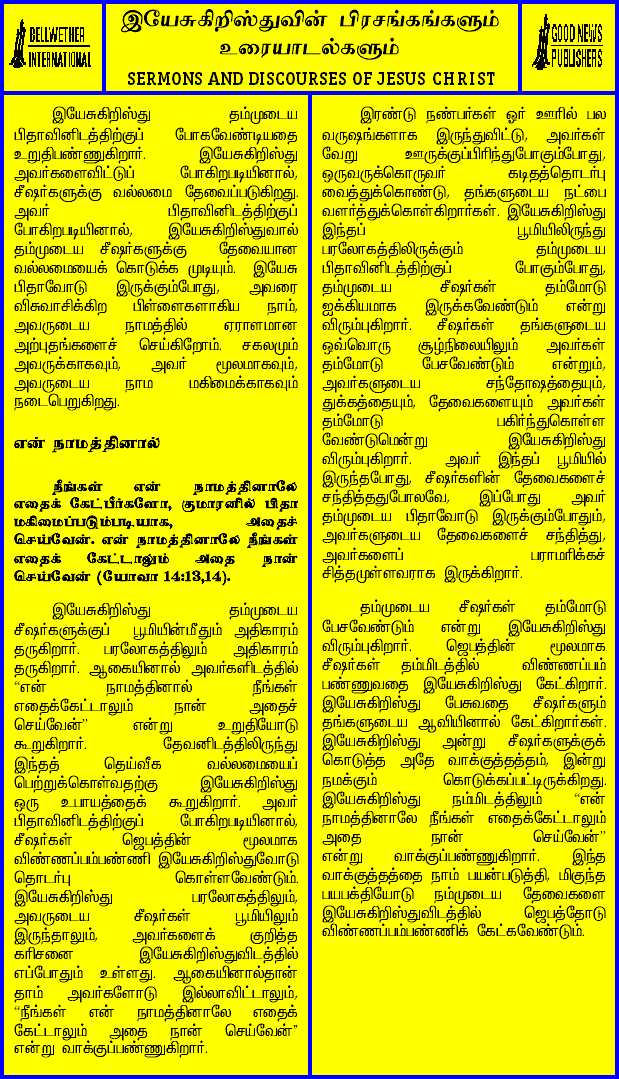 BELLWETHER
INTERNATIONAL
இயேசுகிறிஸ்துவின் பிரசங்கங்களும்
உரையாடல்களும்
SERMONS AND DISCOURSES OF JESUS CHRIST
GOOD NEWS
PUBLISHERS
இயேசுகிறிஸ்து தம்முடைய
பிதாவினிடத்திற்குப் போகவேண்டியதை
உறுதிபண்ணுகிறார். இயேசுகிறிஸ்து
அவர்களைவிட்டுப் போகிறபடியினால்,
சீஷர்களுக்கு வல்லமை தேவைப்படுகிறது.
அவர் பிதாவினிடத்திற்குப்
போகிறபடியினால், இயேசுகிறிஸ்துவால்
தம்முடைய சீஷர்களுக்கு தேவையான
வல்லமையைக் கொடுக்க முடியும். இயேசு
பிதாவோடு இருக்கும்போது, அவரை
விசுவாசிக்கிற பிள்ளைகளாகிய நாம்,
அவருடைய நாமத்தில் ஏராளமான
அற்புதங்களைச் செய்கிறோம். சகலமும்
அவருக்காகவும், அவர் மூலமாகவும்,
அவருடைய நாம மகிமைக்காகவும்
நடைபெறுகிறது.
என் நாமத்தினால்
நீங்கள் என் நாமத்தினாலே
எதைக் கேட்பீர்களோ, குமாரனில் பிதா
மகிமைப்படும்படியாக, அதைச்
செய்வேன். என் நாமத்தினாலே நீங்கள்
எதைக் கேட்டாலும் அதை நான்
செய்வேன் (யோவா 14:13,14).
இயேசுகிறிஸ்து தம்முடைய
சீஷர்களுக்குப் பூமியின்மீதும் அதிகாரம்
தருகிறார். பரலோகத்திலும் அதிகாரம்
தருகிறார். ஆகையினால் அவர்களிடத்தில்
“என் நாமத்தினால் நீங்கள்
எதைக்கேட்டாலும் நான் அதைச்
செய்வேன்” என்று உறுதியோடு
கூறுகிறார். தேவனிடத்திலிருந்து
இந்தத் தெய்வீக வல்லமையைப்
பெற்றுக்கொள்வதற்கு இயேசுகிறிஸ்து
ஒரு உபாயத்தைக் கூறுகிறார். அவர்
பிதாவினிடத்திற்குப் போகிறபடியினால்,
சீஷர்கள் ஜெபத்தின் மூலமாக
விண்ணப்பம்பண்ணி இயேசுகிறிஸ்துவோடு
தொடர்பு கொள்ளவேண்டும்.
இயேசுகிறிஸ்து பரலோகத்திலும்,
அவருடைய சீஷர்கள் பூமியிலும்
இருந்தாலும், அவர்களைக் குறித்த
கரிசனை இயேசுகிறிஸ்துவிடத்தில்
எப்போதும் உள்ளது. ஆகையினால்தான்
தாம் அவர்களோடு இல்லாவிட்டாலும்,
“நீங்கள் என் நாமத்தினாலே எதைக்
கேட்டாலும் அதை நான் செய்வேன்”
என்று வாக்குப்பண்ணுகிறார்.
இரண்டு நண்பர்கள் ஓர் ஊரில் பல
வருஷங்களாக இருந்துவிட்டு, அவர்கள்
வேறு ஊருக்குப்பிரிந்துபோகும்போது,
ஒருவருக்கொருவர் கடிதத்தொடர்பு
வைத்துக்கொண்டு, தங்களுடைய நட்பை
வளர்த்துக்கொள்கிறார்கள். இயேசுகிறிஸ்து
இந்தப் பூமியிலிருந்து
பரலோகத்திலிருக்கும் தம்முடைய
பிதாவினிடத்திற்குப் போகும்போது,
தம்முடைய சீஷர்கள் தம்மோடு
ஐக்கியமாக இருக்கவேண்டும் என்று
விரும்புகிறார். சீஷர்கள் தங்களுடைய
ஒவ்வொரு சூழ்நிலையிலும் அவர்கள்
தம்மோடு பேசவேண்டும் என்றும்,
அவர்களுடைய சந்தோஷத்தையும்,
துக்கத்தையும், தேவைகளையும் அவர்கள்
தம்மோடு பகிர்ந்துகொள்ள
வேண்டுமென்று இயேசுகிறிஸ்து
விரும்புகிறார். அவர் இந்தப் பூமியில்
இருந்தபோது, சீஷர்களின் தேவைகளைச்
சந்தித்ததுபோலவே, இப்போது அவர்
தம்முடைய பிதாவோடு இருக்கும்போதும்,
அவர்களுடைய தேவைகளைச் சந்தித்து,
அவர்களைப் பராமரிக்கச்
சித்தமுள்ளவராக இருக்கிறார்.
தம்முடைய சீஷர்கள் தம்மோடு
பேசவேண்டும் என்று இயேசுகிறிஸ்து
விரும்புகிறார். ஜெபத்தின் மூலமாக
சீஷர்கள் தம்மிடத்தில் விண்ணப்பம்
பண்ணுவதை இயேசுகிறிஸ்து கேட்கிறார்.
இயேசுகிறிஸ்து பேசுவதை சீஷர்களும்
தங்களுடைய ஆவியினால் கேட்கிறார்கள்.
இயேசுகிறிஸ்து அன்று சீஷர்களுக்குக்
கொடுத்த அதே வாக்குத்தத்தம், இன்று
நமக்கும் கொடுக்கப்பட்டிருக்கிறது.
இயேசுகிறிஸ்து நம்மிடத்திலும் “என்
நாமத்தினாலே நீங்கள் எதைக்கேட்டாலும்
அதை நான் செய்வேன்”
என்று வாக்குப்பண்ணுகிறார். இந்த
வாக்குத்தத்தை நாம் பயன்படுத்தி, மிகுந்த
பயபக்தியோடு நம்முடைய தேவைகளை
இயேசுகிறிஸ்துவிடத்தில் ஜெபத்தோடு
விண்ணப்பம்பண்ணிக் கேட்கவேண்டும்.